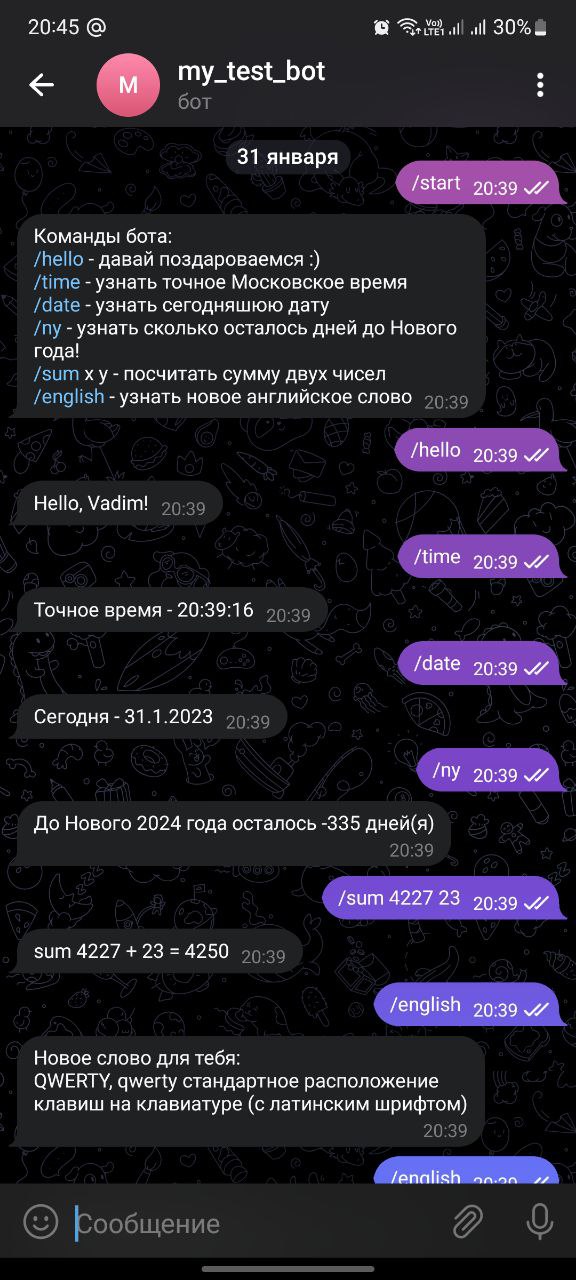 20:45 @ Vo)) LTE1 30%
M my_test_bot
бот
31 января
/start 20:39
Команды бота:
/hello - давай поздароваемся :)
/time - узнать точное Московское время
/date - узнать сегодняшюю дату
/ny - узнать сколько осталось дней до Нового
года!
/sum x y - посчитать сумму двух чисел
/english - узнать новое английское слово 20:39
/hello 20:39
Hello, Vadim! 20:39
/time 20:39
Точное время - 20:39:16 20:39
/date 20:39
Сегодня - 31.1.2023 20:39
/ny 20:39
До Нового 2024 года осталось -335 дней(я)
20:39
/sum 4227 23 20:39
sum 4227 + 23 = 4250 20:39
/english 20:39
Новое слово для тебя:
QWERTY, qwerty стандартное расположение
клавиш на клавиатуре (с латинским шрифтом)
20:39
/english 20:39
Сообщение